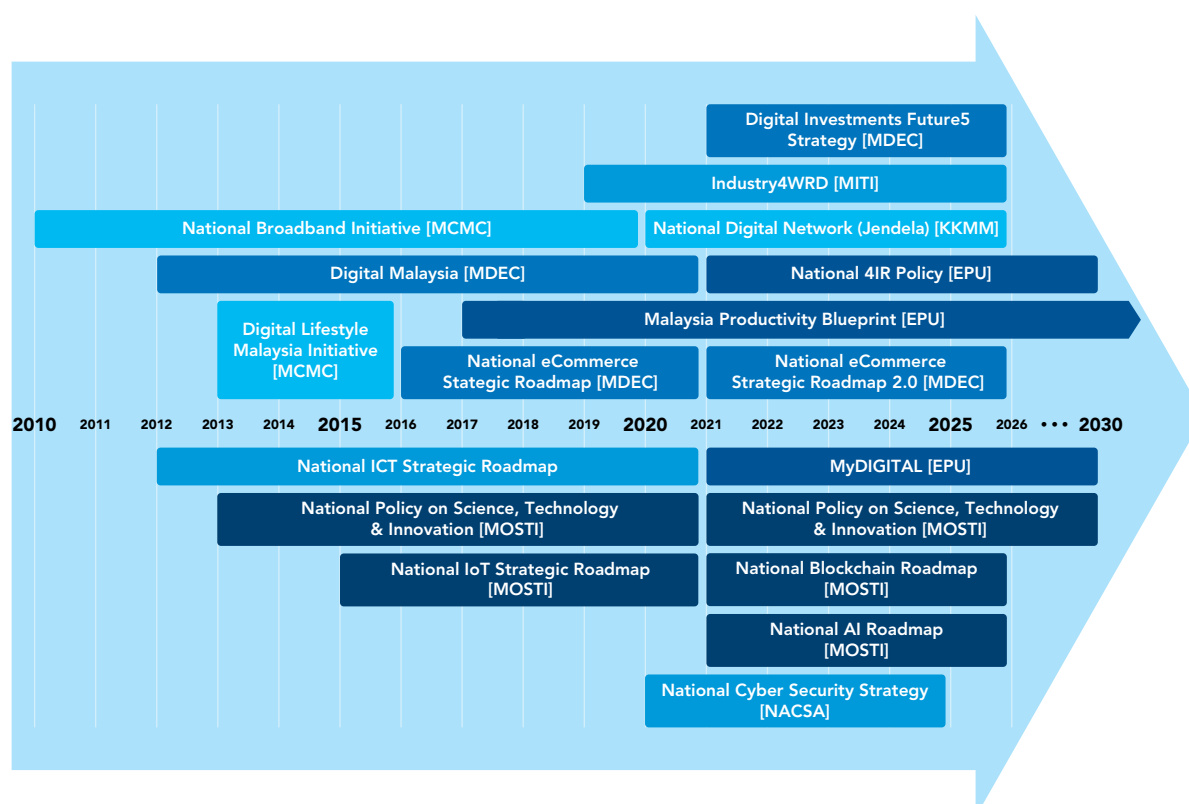 Digital Investments Future5
Strategy [MDEC]
Industry4WRD [MITI]
National Broadband Initiative [MCMC]
National Digital Network (Jendela) [KKMM]
Digital Malaysia [MDEC]
National 4IR Policy [EPU]
Malaysia Productivity Blueprint [EPU]
Digital Lifestyle
Malaysia Initiative
[MCMC]
National eCommerce
Stategic Roadmap [MDEC]
National eCommerce
Strategic Roadmap 2.0 [MDEC]
2010 2011 2012 2013 2014 2015 2016 2017 2018 2019 2020 2021 2022 2023 2024 2025 2026 ••• 2030
National ICT Strategic Roadmap
MyDIGITAL [EPU]
National Policy on Science, Technology
& Innovation [MOSTI]
National Policy on Science, Technology
& Innovation [MOSTI]
National IoT Strategic Roadmap
[MOSTI]
National Blockchain Roadmap
[MOSTI]
National AI Roadmap
[MOSTI]
National Cyber Security Strategy
[NACSA]